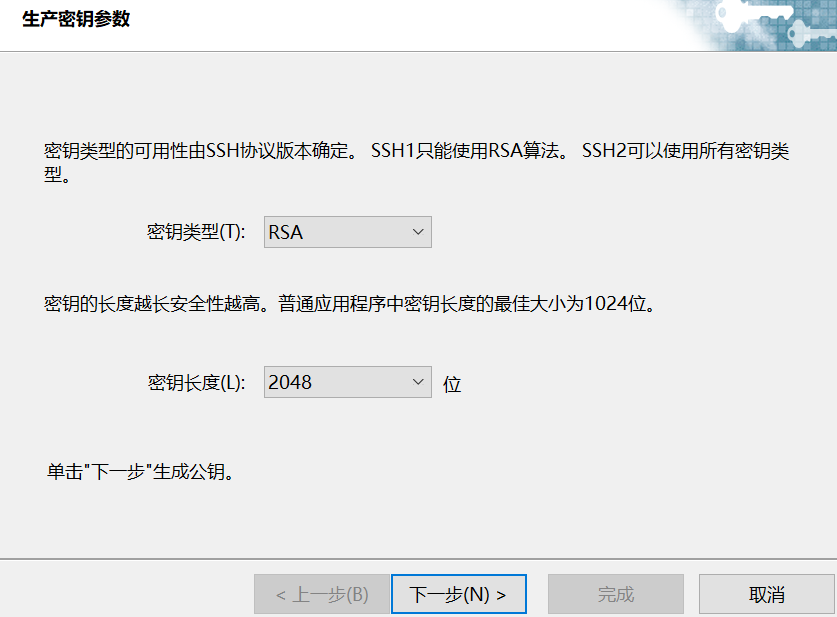 生产密钥参数
密钥类型的可用性由SSH协议版本确定。 SSH1只能使用RSA算法。 SSH2可以使用所有密钥类
型。
密钥类型(T): RSA
密钥的长度越长安全性越高。普通应用程序中密钥长度的最佳大小为1024位。
密钥长度(L): 2048 位
单击"下一步"生成公钥。
< 上一步(B) 下一步(N) > 完成 取消